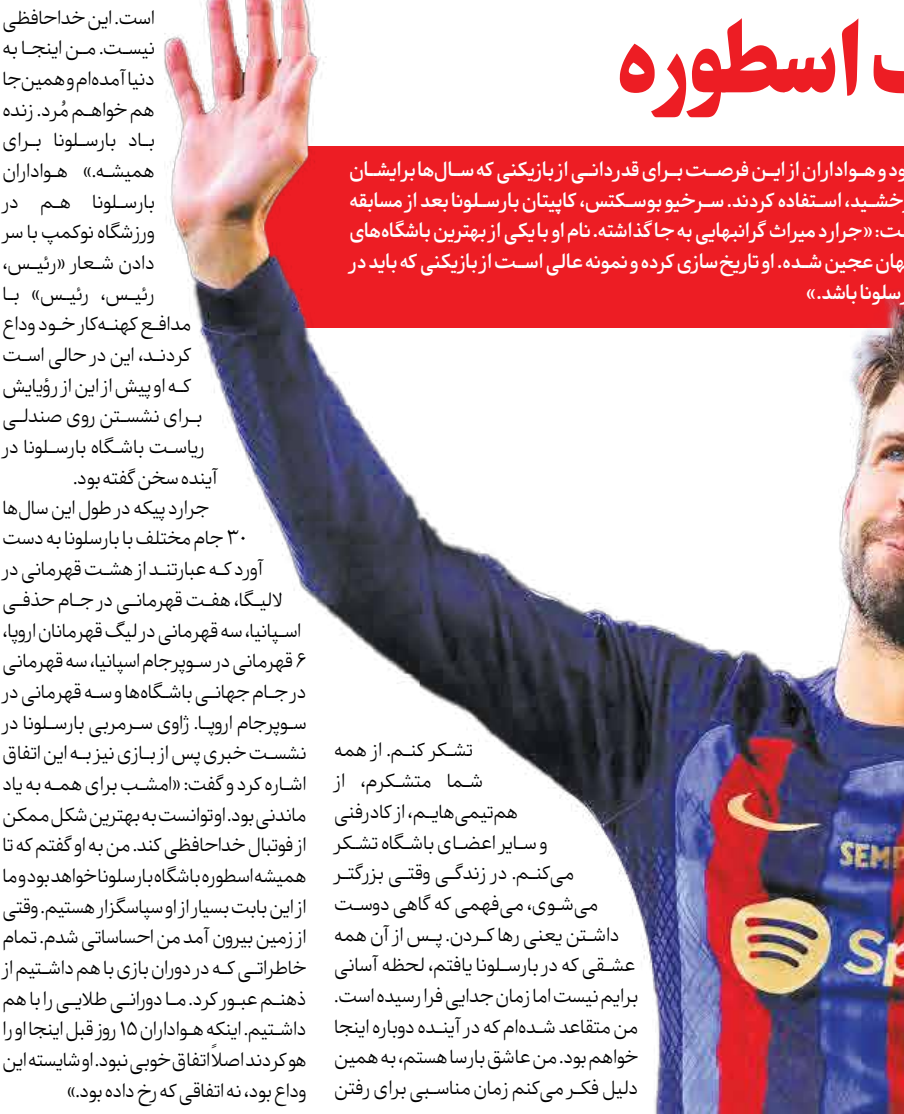 اسطوره
و هواداران از این فرصت برای قدردانی از بازیکنی که سال‌ها برایشان
استفاده کردند. سرخیو بوسکتس، کاپیتان بارسلونا بعد از مسابقه
«جرارد میراث گرانبهایی به جا گذاشته. نام او با یکی از بهترین باشگاه‌های
عجین شده. او تاریخ‌سازی کرده و نمونه عالی است از بازیکنی که باید در
باشد.»
SEMP
Sp
تشکر کنم. از همه
شما متشکرم، از
هم‌تیمی‌هایم، از کادر فنی
و سایر اعضای باشگاه تشکر
می‌کنم. در زندگی وقتی بزرگتر
می‌شوی، می‌فهمی که گاهی دوست
داشتن یعنی رها کردن. پس از آن همه
عشقی که در بارسلونا یافتم، لحظه آسانی
برایم نیست اما زمان جدایی فرا رسیده است.
من متقاعد شده‌ام که در آینده دوباره اینجا
خواهم بود. من عاشق بارسا هستم، به همین
دلیل فکر می‌کنم زمان مناسبی برای رفتن
است. این خداحافظی
نیست. من اینجا به
دنیا آمده‌ام و همین جا
هم خواهم مُرد. زنده
باد بارسلونا برای
همیشه.» هواداران
بارسلونا هم در
ورزشگاه نوکمپ با سر
دادن شعار «رئیس،
رئیس، رئیس» با
مدافع کهنه‌کار خود وداع
کردند، این در حالی است
که او پیش از این از رؤیایش
برای نشستن روی صندلی
ریاست باشگاه بارسلونا در
آینده سخن گفته بود.
جرارد پیکه در طول این سال‌ها
۳۰ جام مختلف با بارسلونا به دست
آورد که عبارتند از هشت قهرمانی در
لالیگا، هفت قهرمانی در جام حذفی
اسپانیا، سه قهرمانی در لیگ قهرمانان اروپا،
۶ قهرمانی در سوپرجام اسپانیا، سه قهرمانی
در جام جهانی باشگاه‌ها و سه قهرمانی در
سوپرجام اروپا. ژاوی سرمربی بارسلونا در
نشست خبری پس از بازی نیز به این اتفاق
اشاره کرد و گفت: «امشب برای همه به یاد
ماندنی بود. او توانست به بهترین شکل ممکن
از فوتبال خداحافظی کند. من به او گفتم که تا
همیشه اسطوره باشگاه بارسلونا خواهد بود و ما
از این بابت بسیار از او سپاسگزار هستیم. وقتی
از زمین بیرون آمد من احساساتی شدم. تمام
خاطراتی که در دوران بازی با هم داشتیم از
ذهنم عبور کرد. ما دورانی طلایی را با هم
داشتیم. اینکه هواداران ۱۵ روز قبل اینجا او را
هو کردند اصلاً اتفاق خوبی نبود. او شایسته این
وداع بود، نه اتفاقی که رخ داده بود.»